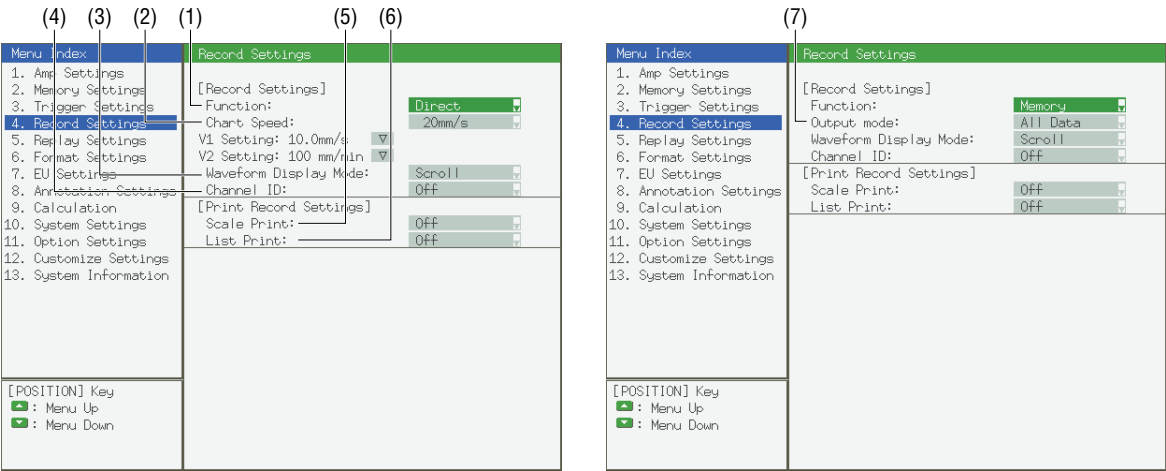 (4) (3) (2) (1) (5) (6)
Menu Index
1. Amp Settings
2. Memory Settings
3. Trigger Settings
4. Record Settings
5. Replay Settings
6. Format Settings
7. EU Settings
8. Annotation Settings
9. Calculation
10. System Settings
11. Option Settings
12. Customize Settings
13. System Information
[POSITION] Key
: Menu Up
: Menu Down
Record Settings
[Record Settings]
Function: Direct
Chart Speed: 20mm/s
V1 Setting: 10.0mm/s
V2 Setting: 100 mm/min
Waveform Display Mode: Scroll
Channel ID: Off
[Print Record Settings]
Scale Print: Off
List Print: Off
(7)
Menu Index
1. Amp Settings
2. Memory Settings
3. Trigger Settings
4. Record Settings
5. Replay Settings
6. Format Settings
7. EU Settings
8. Annotation Settings
9. Calculation
10. System Settings
11. Option Settings
12. Customize Settings
13. System Information
[POSITION] Key
: Menu Up
: Menu Down
Record Settings
[Record Settings]
Function: Memory
Output mode: All Data
Waveform Display Mode: Scroll
Channel ID: Off
[Print Record Settings]
Scale Print: Off
List Print: Off